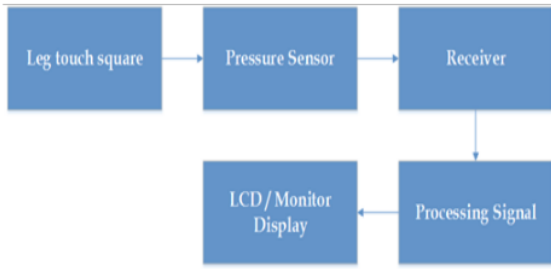 Leg touch square
Pressure Sensor
Receiver
LCD / Monitor
Display
Processing Signal